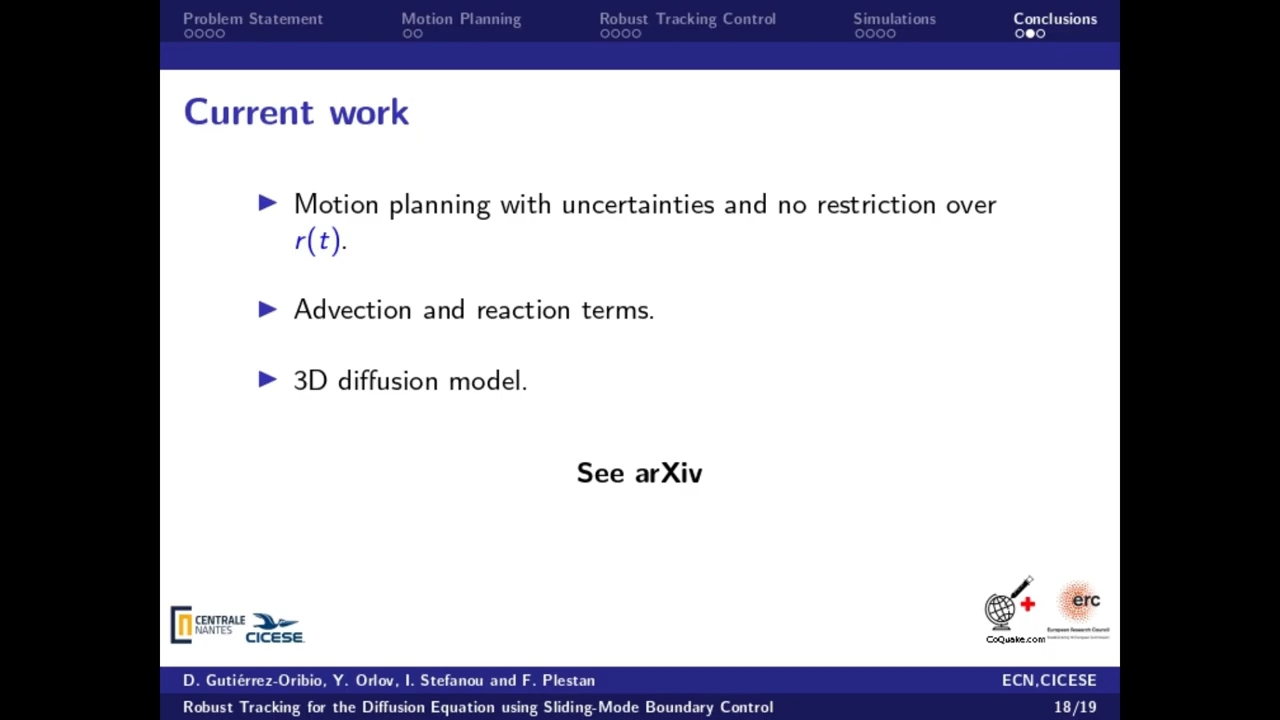 Problem Statement
Motion Planning
Robust Tracking Control
Simulations
Conclusions
Current work
Motion planning with uncertainties and no restriction over
r(t).
Advection and reaction terms.
3D diffusion model.
See arXiv
CENTRALE
NANTES
CICESE
CoQuake.com
erc
European Research Council
D. Gutiérrez-Oribio, Y. Orlov, I. Stefanou and F. Plestan
ECN,CICESE
Robust Tracking for the Diffusion Equation using Sliding-Mode Boundary Control
18/19